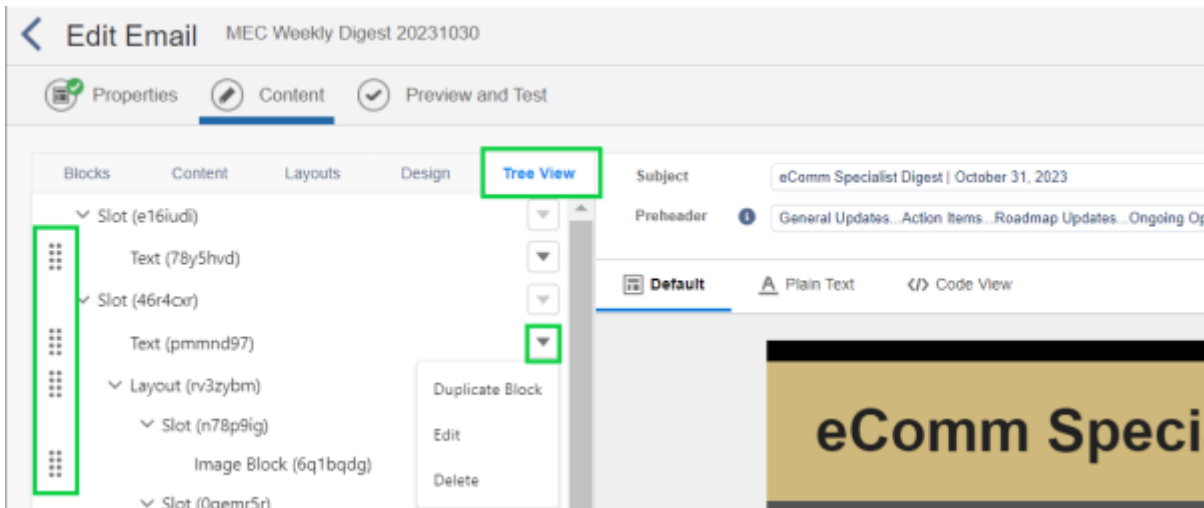 Edit Email MEC Weekly Digest 20231030
Properties Content Preview and Test
Blocks Content Layouts Design Tree View
Subject eComm Specialist Digest | October 31, 2023
Slot (e16iudi)
Preheader General Updates...Action Items...Roadmap Updates...Ongoing Op
Text (78y5hvd)
Default Plain Text </> Code View
Slot (46r4cxr)
Text (pmmnd97)
Layout (rv3zybm)
Duplicate Block
Slot (n78p9ig)
Edit
eComm Speci
Image Block (6q1bqdg)
Delete
Slot (0qemr5r)